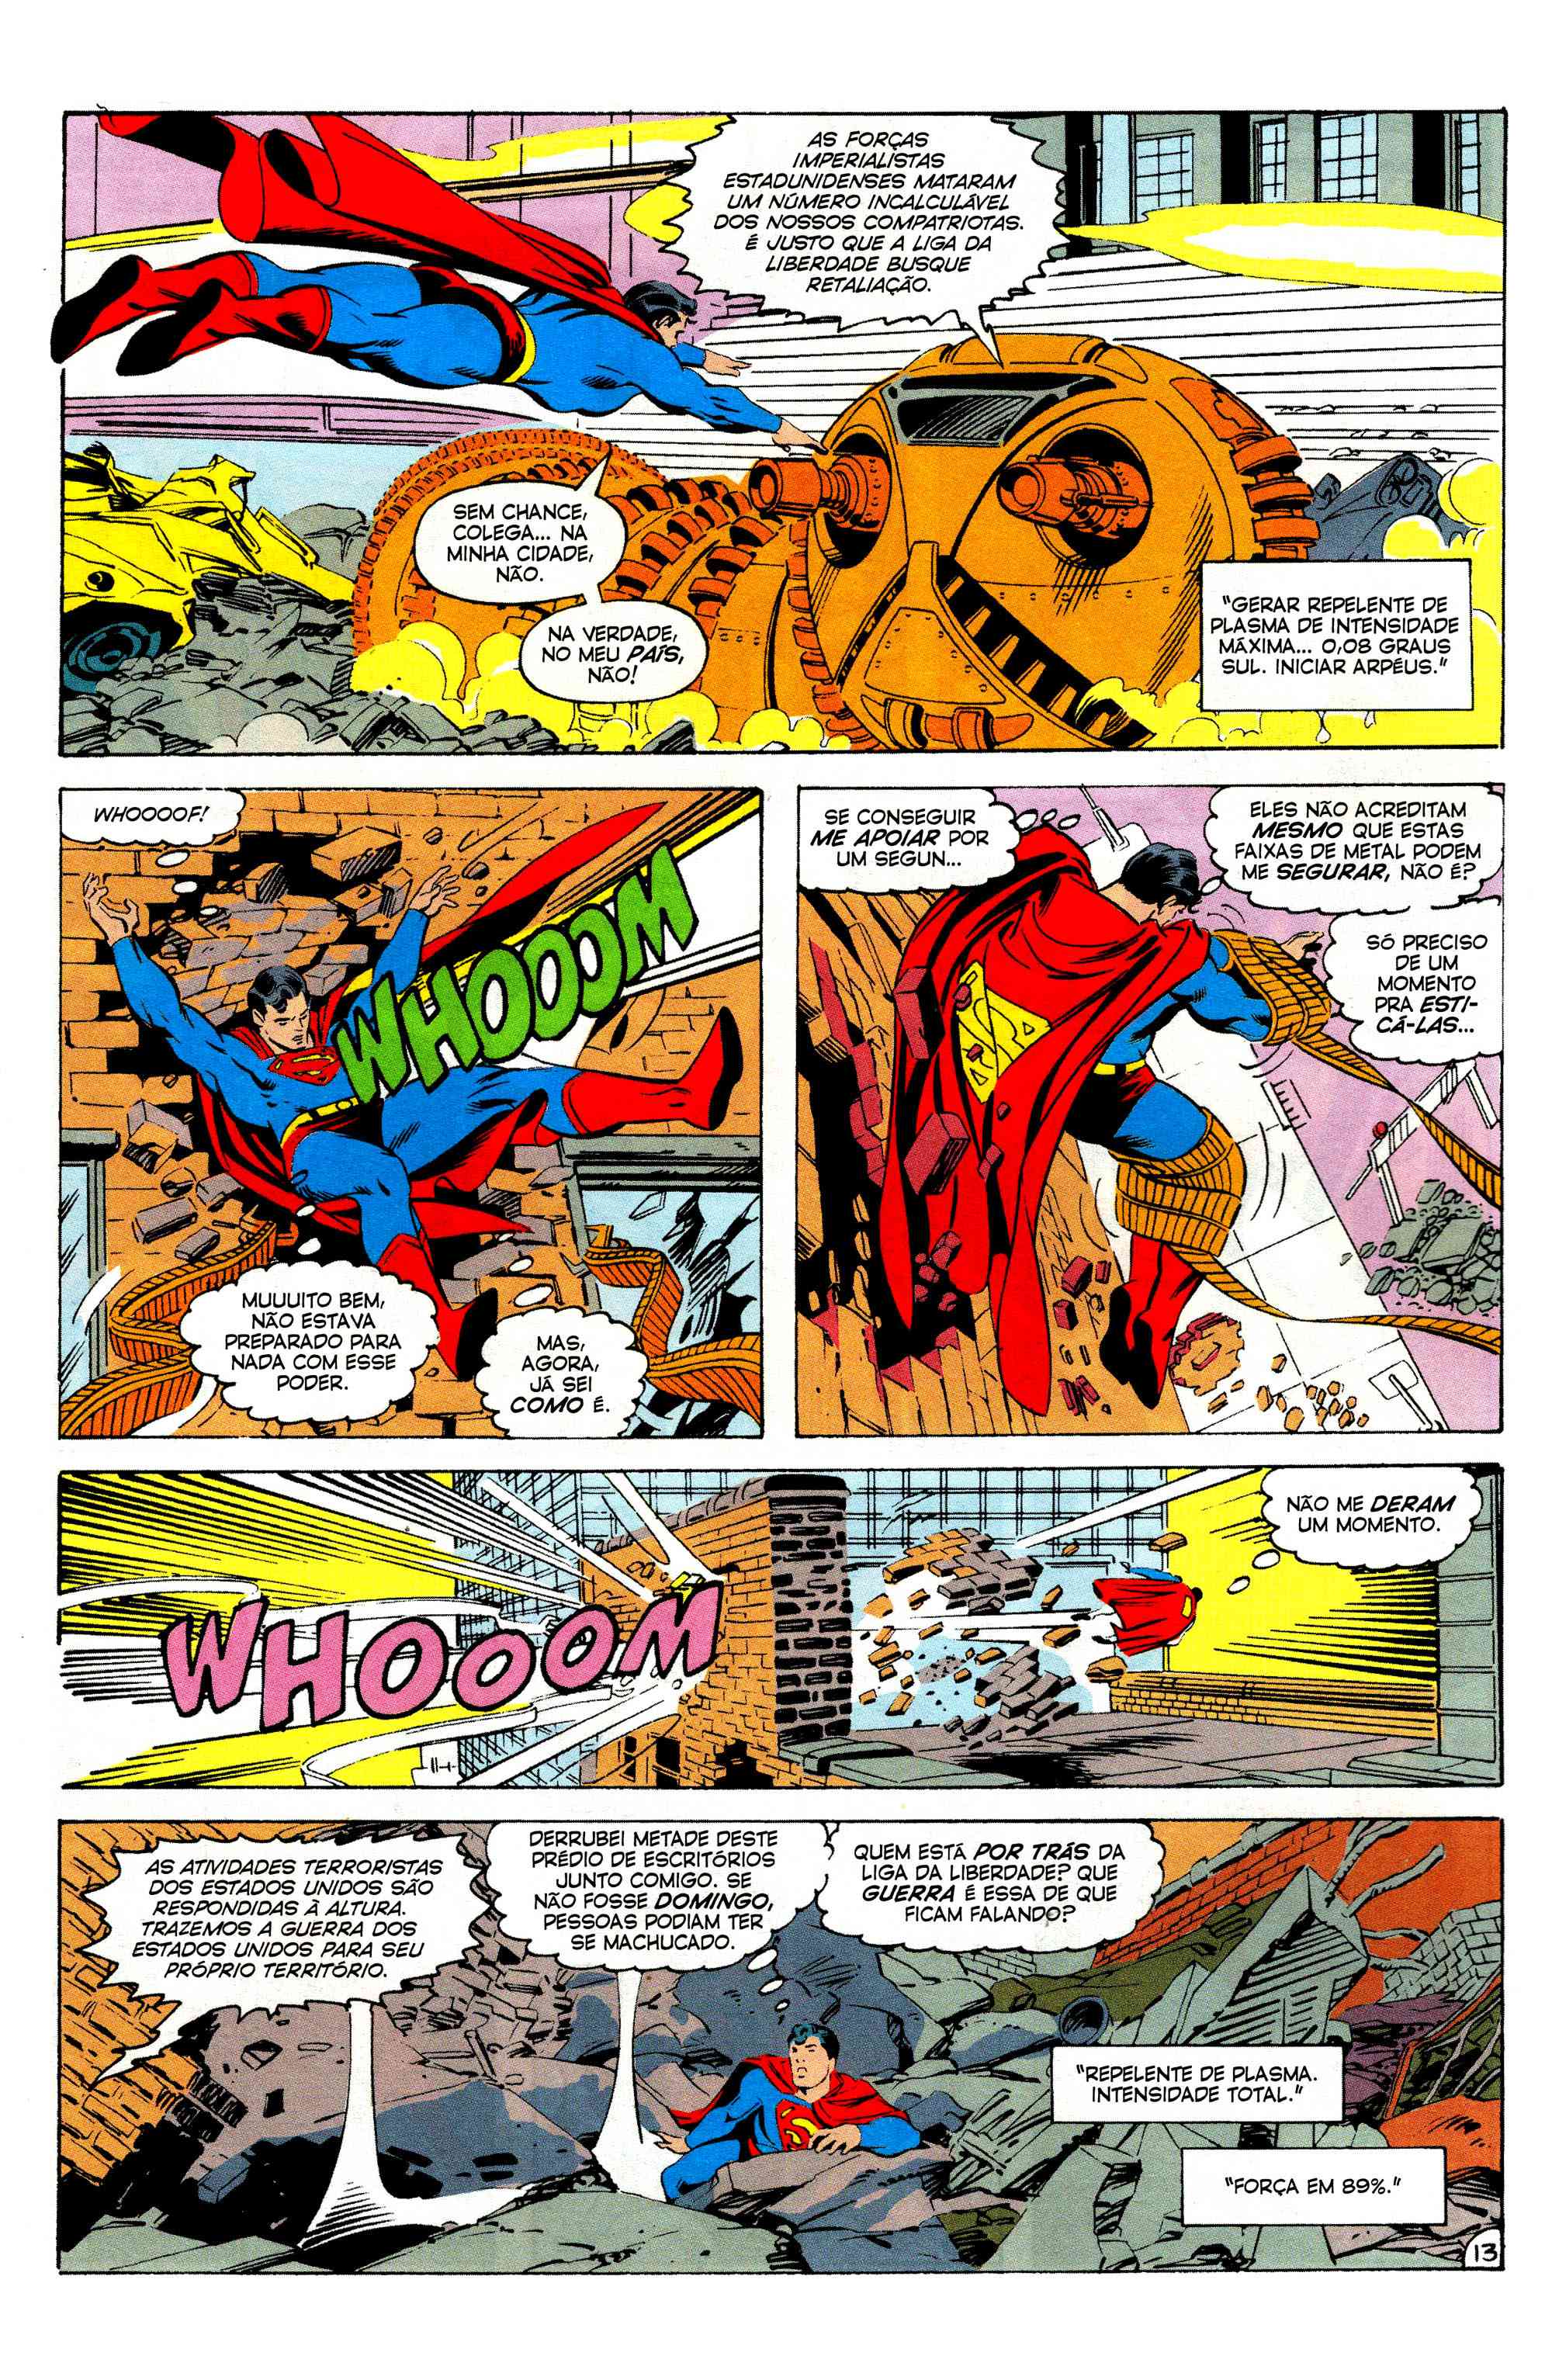 AS FORÇAS
IMPERIALISTAS
ESTADUNIDENSES MATARAM
UM NÚMERO INCALCULÁVEL
DOS NOSSOS COMPATRIOTAS.
É JUSTO QUE A LIGA DA
LIBERDADE BUSQUE
RETALIAÇÃO.
SEM CHANCE,
COLEGA... NA
MINHA CIDADE,
NÃO.
NA VERDADE,
NO MEU PAÍS,
NÃO!
"GERAR REPELENTE DE
PLASMA DE INTENSIDADE
MÁXIMA... 0,08 GRAUS
SUL. INICIAR ARPÉUS."
WHOOOOF!
WHOOOOM
MUUUITO BEM,
NÃO ESTAVA
PREPARADO PARA
NADA COM ESSE
PODER.
MAS,
AGORA,
JÁ SEI
COMO É.
SE CONSEGUIR
ME APOIAR POR
UM SEGUN...
ELES NÃO ACREDITAM
MESMO QUE ESTAS
FAIXAS DE METAL PODEM
ME SEGURAR, NÃO É?
SÓ PRECISO
DE UM
MOMENTO
PRA ESTI-
CÁ-LAS...
WHOOOOM
NÃO ME DERAM
UM MOMENTO.
AS ATIVIDADES TERRORISTAS
DOS ESTADOS UNIDOS SÃO
RESPONDIDAS À ALTURA.
TRAZEMOS A GUERRA DOS
ESTADOS UNIDOS PARA SEU
PRÓPRIO TERRITÓRIO.
DERRUBEI METADE DESTE
PRÉDIO DE ESCRITÓRIOS
JUNTO COMIGO. SE
NÃO FOSSE DOMINGO,
PESSOAS PODIAM TER
SE MACHUCADO.
QUEM ESTÁ POR TRÁS DA
LIGA DA LIBERDADE? QUE
GUERRA É ESSA DE QUE
FICAM FALANDO?
"REPELENTE DE PLASMA.
INTENSIDADE TOTAL."
"FORÇA EM 89%."
13